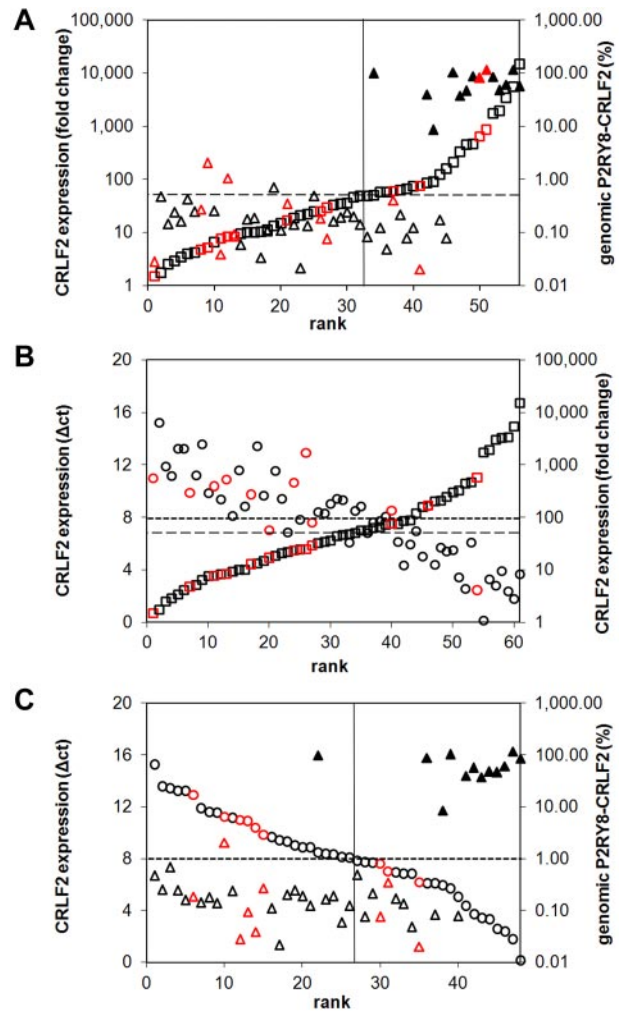 A
CRLF2 expression (fold change)
100,000
10,000
1,000
100
10
1
1,000.00
100.00
10.00
1.00
0.10
0.01
genomic P2RY8-CRLF2 (%)
0 10 20 30 40 50
rank
B
CRLF2 expression (Δct)
20
16
12
8
4
0
100,000
10,000
1,000
100
10
1
CRLF2 expression (fold change)
0 10 20 30 40 50 60
rank
C
CRLF2 expression (Δct)
20
16
12
8
4
0
1,000.00
100.00
10.00
1.00
0.10
0.01
genomic P2RY8-CRLF2 (%)
0 10 20 30 40
rank